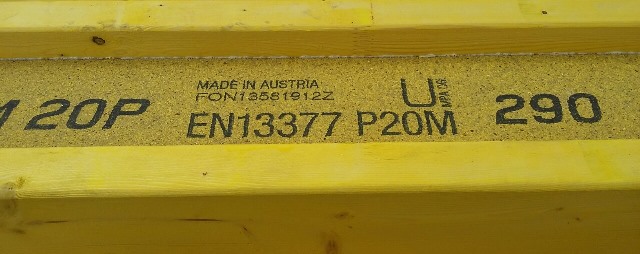 MADE IN AUSTRIA
FON13581912Z
U
20P
EN13377 P20M
290